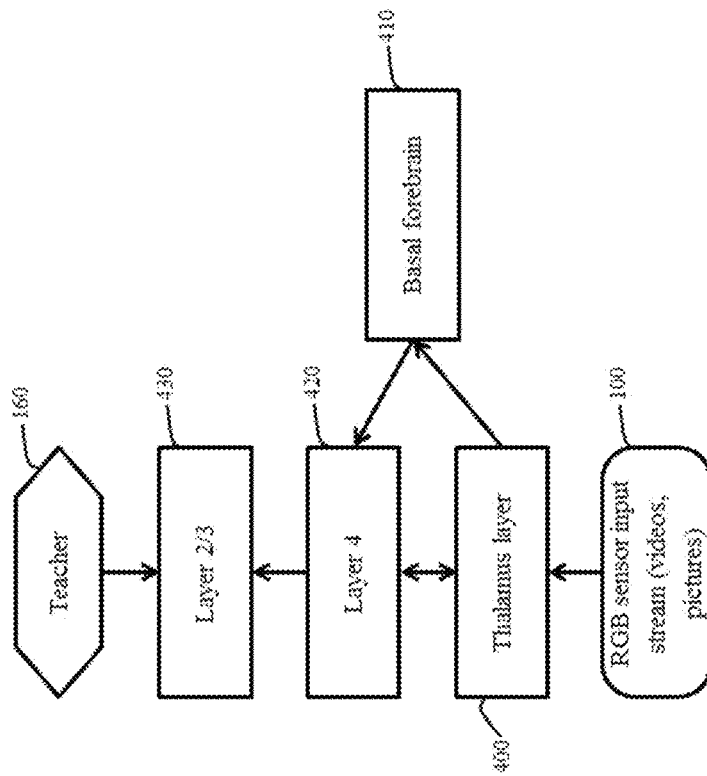 160
Teacher
430
Layer 2/3
420
Layer 4
410
Basal forebrain
Thalamus layer
400
100
RGB sensor input
stream (videos,
pictures)